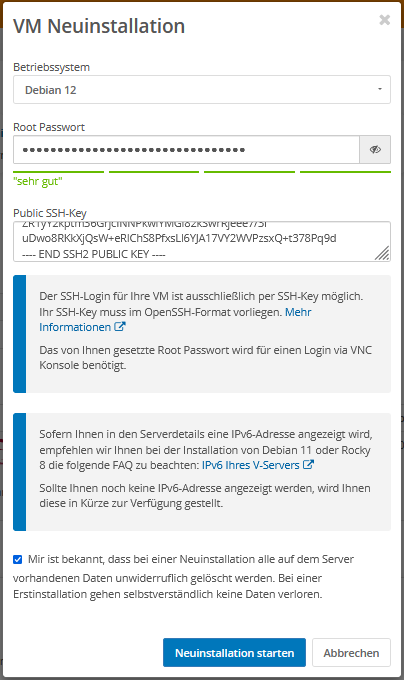 VM Neuinstallation
Betriebssystem
Debian 12
Root Passwort
"sehr gut"
Public SSH-Key
uDwo8RKkXjQsW+eRIChS8PfxsLI6YJA17VY2WVPzsxQ+t378Pq9d
---- END SSH2 PUBLIC KEY ----
Der SSH-Login für Ihre VM ist ausschließlich per SSH-Key möglich.
Ihr SSH-Key muss im OpenSSH-Format vorliegen. Mehr
Informationen
Das von Ihnen gesetzte Root Passwort wird für einen Login via VNC
Konsole benötigt.
Sofern Ihnen in den Serverdetails eine IPv6-Adresse angezeigt wird,
empfehlen wir Ihnen bei der Installation von Debian 11 oder Rocky
8 die folgende FAQ zu beachten: IPv6 Ihres V-Servers
Sollte Ihnen noch keine IPv6-Adresse angezeigt werden, wird Ihnen
diese in Kürze zur Verfügung gestellt.
Mir ist bekannt, dass bei einer Neuinstallation alle auf dem Server
vorhandenen Daten unwiderruflich gelöscht werden. Bei einer
Erstinstallation gehen selbstverständlich keine Daten verloren.
Neuinstallation starten
Abbrechen